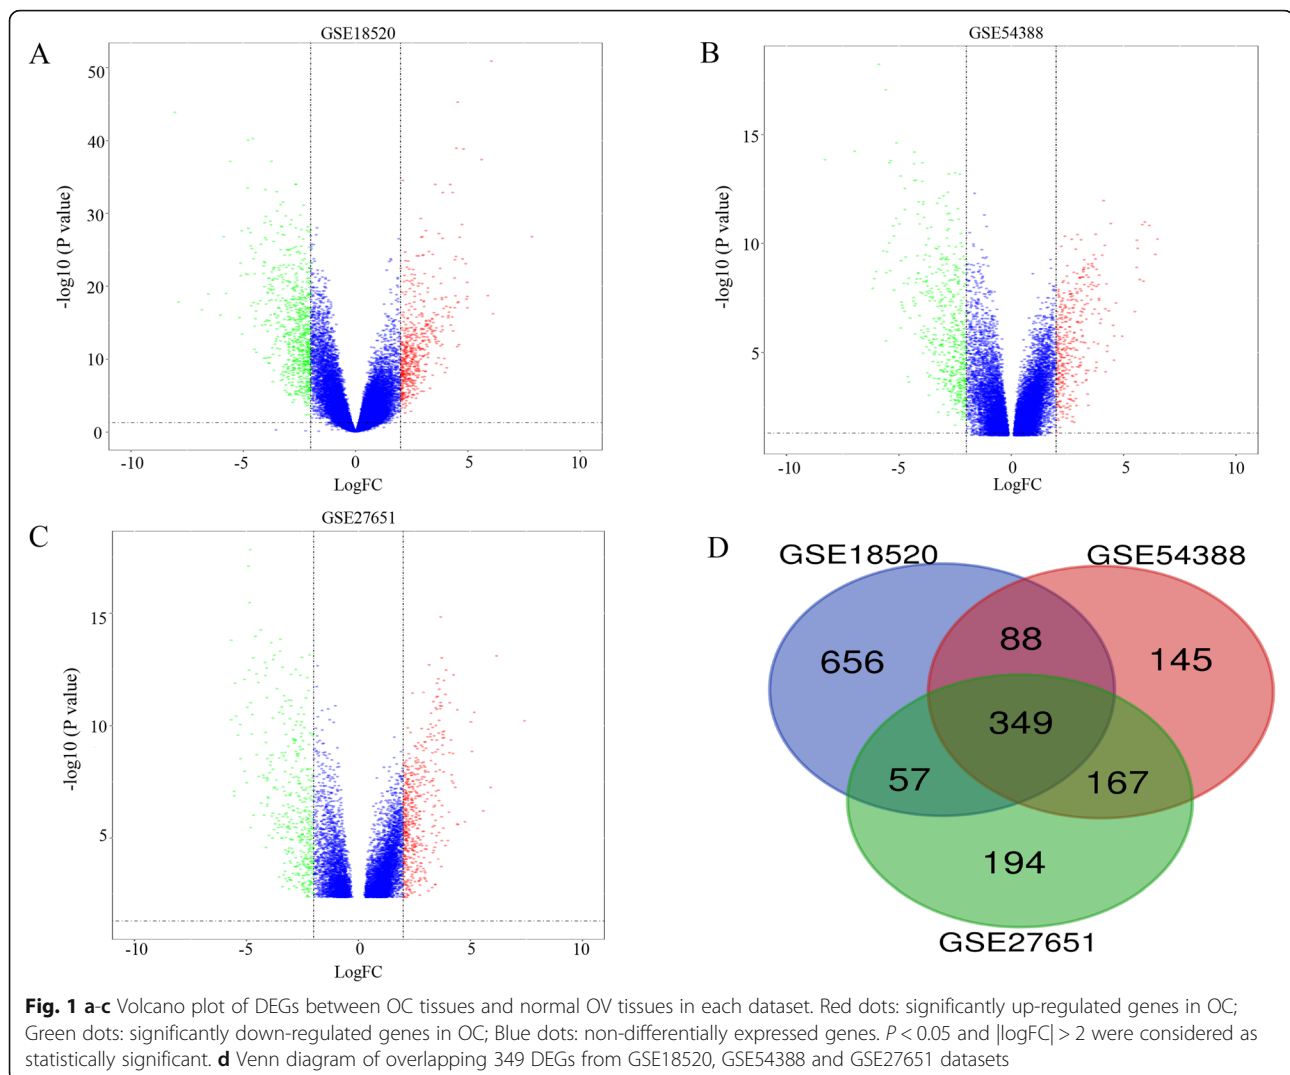 A
GSE18520
-log10 (P value)
50
40
30
20
10
0
-10 -5 0 5 10
LogFC
B
GSE54388
-log10 (P value)
15
10
5
-10 -5 0 5 10
LogFC
C
GSE27651
-log10 (P value)
15
10
5
-10 -5 0 5 10
LogFC
D
GSE18520 GSE54388
656 88 145
349
57 167
194
GSE27651
Fig. 1 a-c Volcano plot of DEGs between OC tissues and normal OV tissues in each dataset. Red dots: significantly up-regulated genes in OC;
Green dots: significantly down-regulated genes in OC; Blue dots: non-differentially expressed genes. P < 0.05 and |logFC| > 2 were considered as
statistically significant. d Venn diagram of overlapping 349 DEGs from GSE18520, GSE54388 and GSE27651 datasets